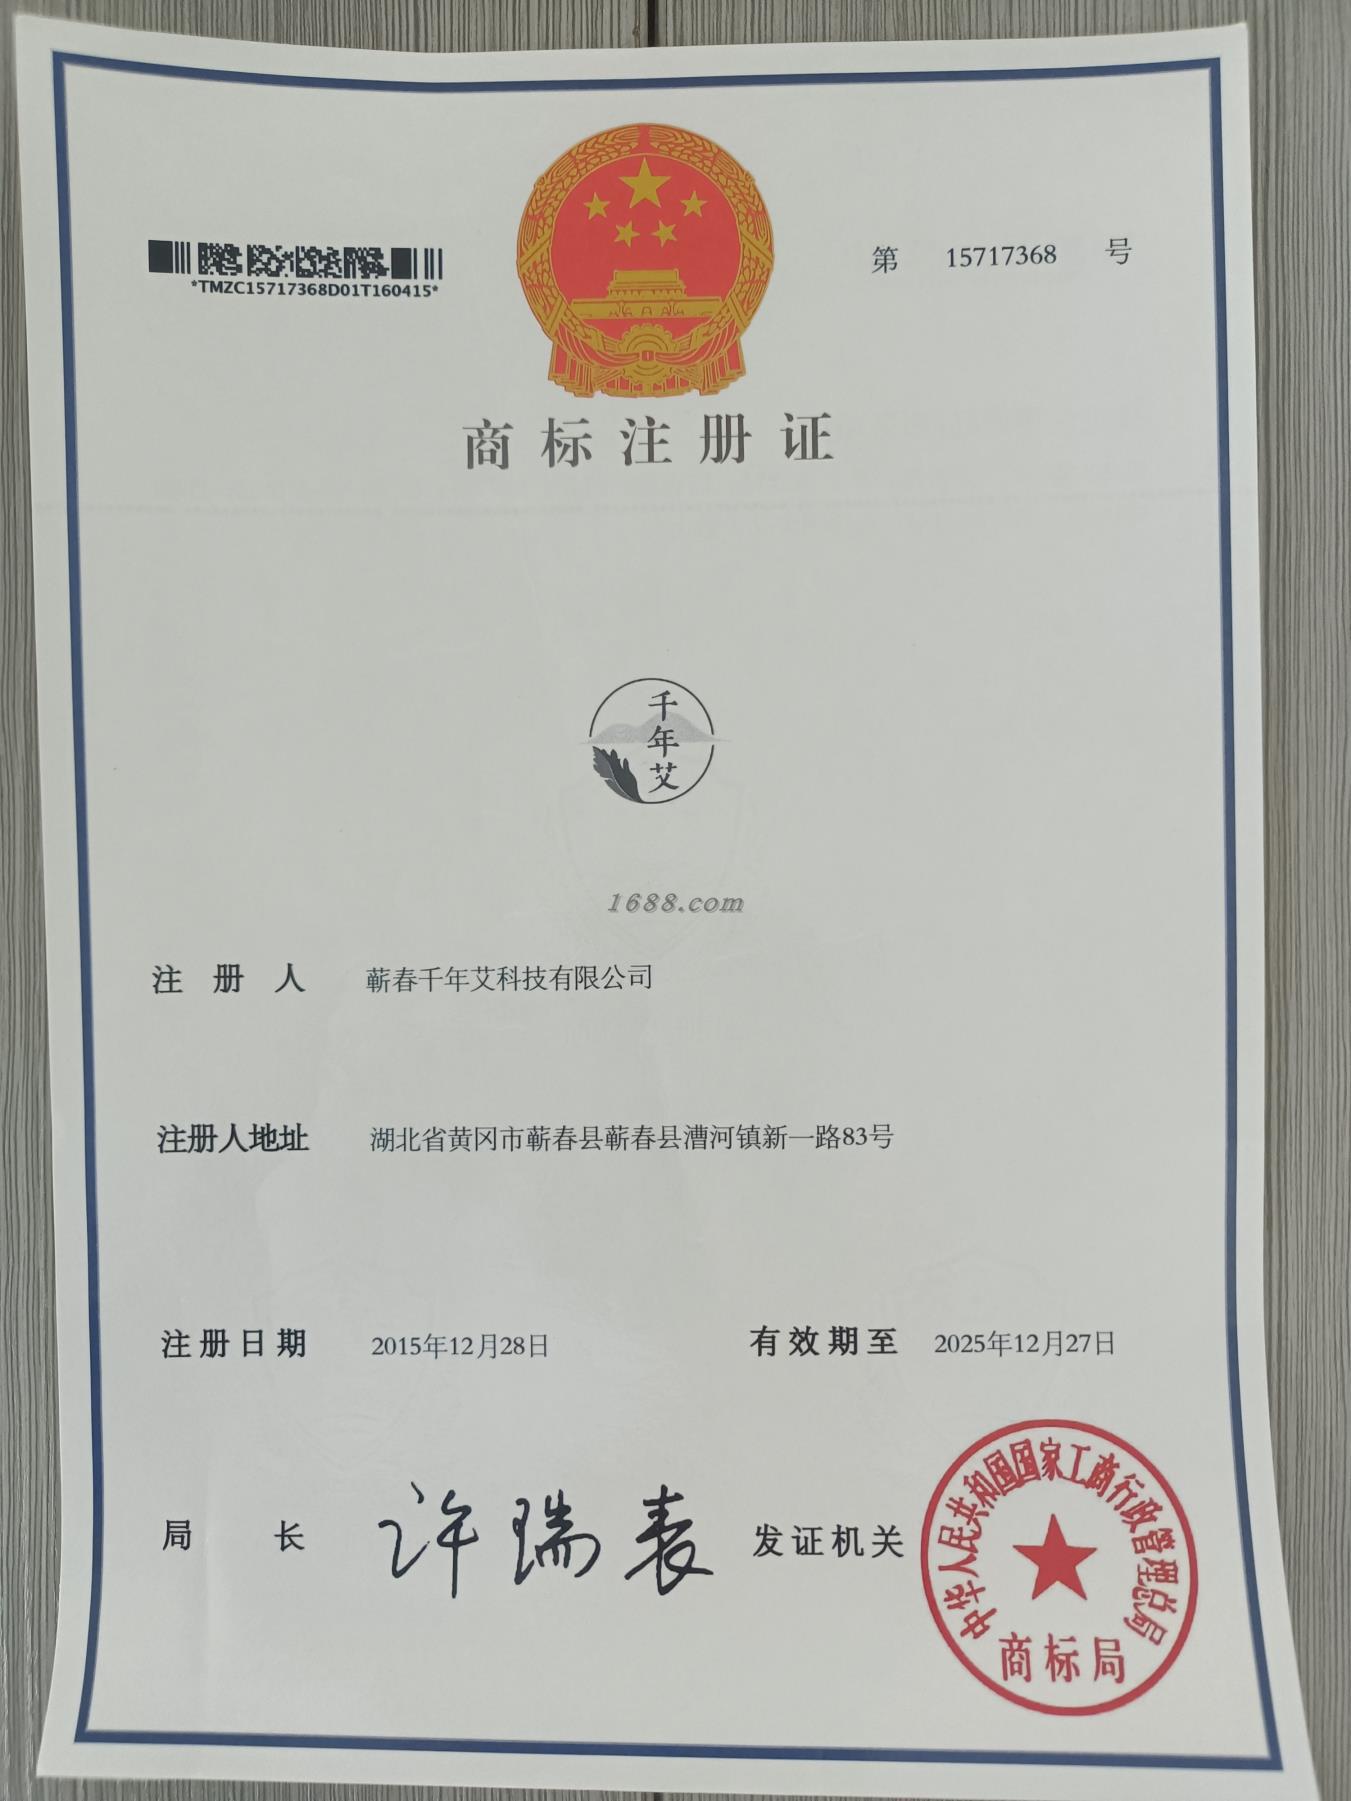 *TMZC15717368D01T160415*
第 15717368 号
商标注册证
千年艾
1688.com
注册人 蕲春千年艾科技有限公司
注册人地址 湖北省黄冈市蕲春县蕲春县漕河镇新一路83号
注册日期 2015年12月28日 有效期至 2025年12月27日
局长 许瑞表 发证机关
中华人民共和国国家工商行政管理总局
商标局